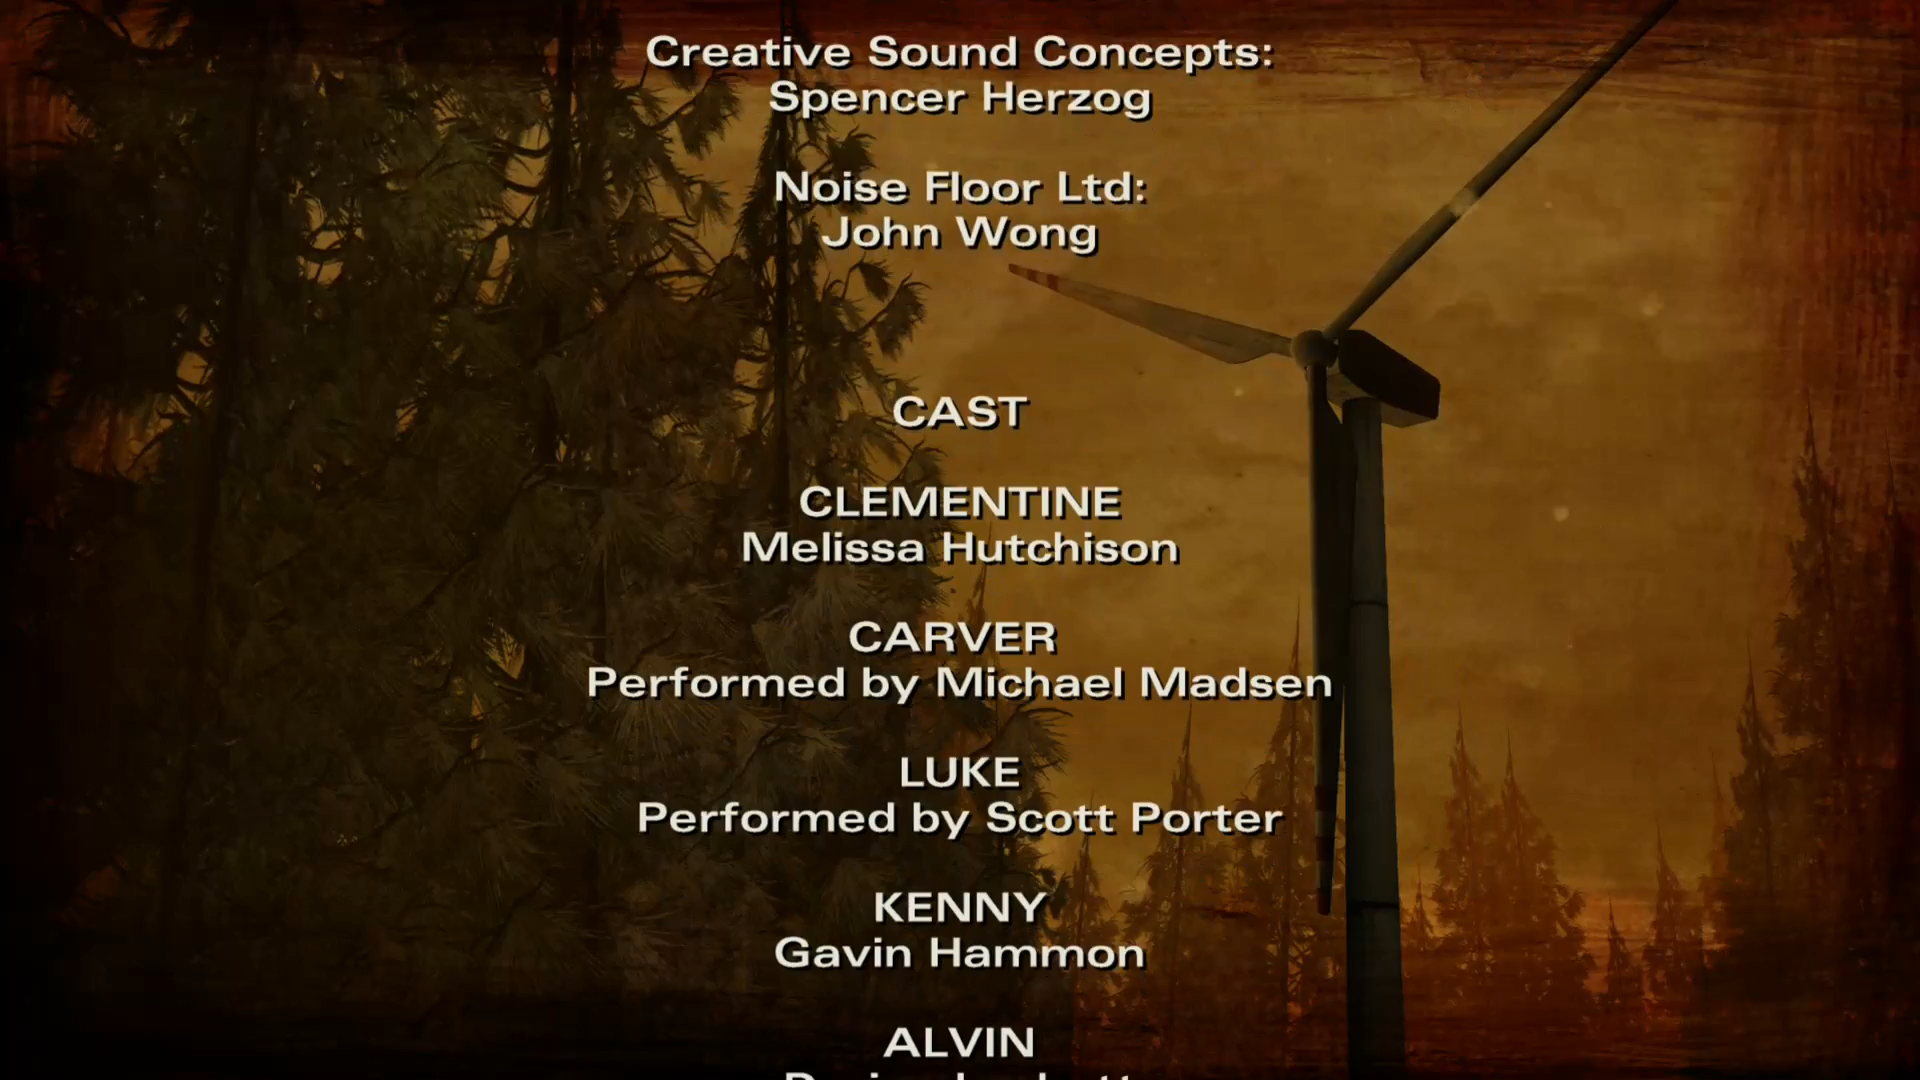 Creative Sound Concepts:
Spencer Herzog
Noise Floor Ltd:
John Wong
CAST
CLEMENTINE
Melissa Hutchison
CARVER
Performed by Michael Madsen
LUKE
Performed by Scott Porter
KENNY
Gavin Hammon
ALVIN